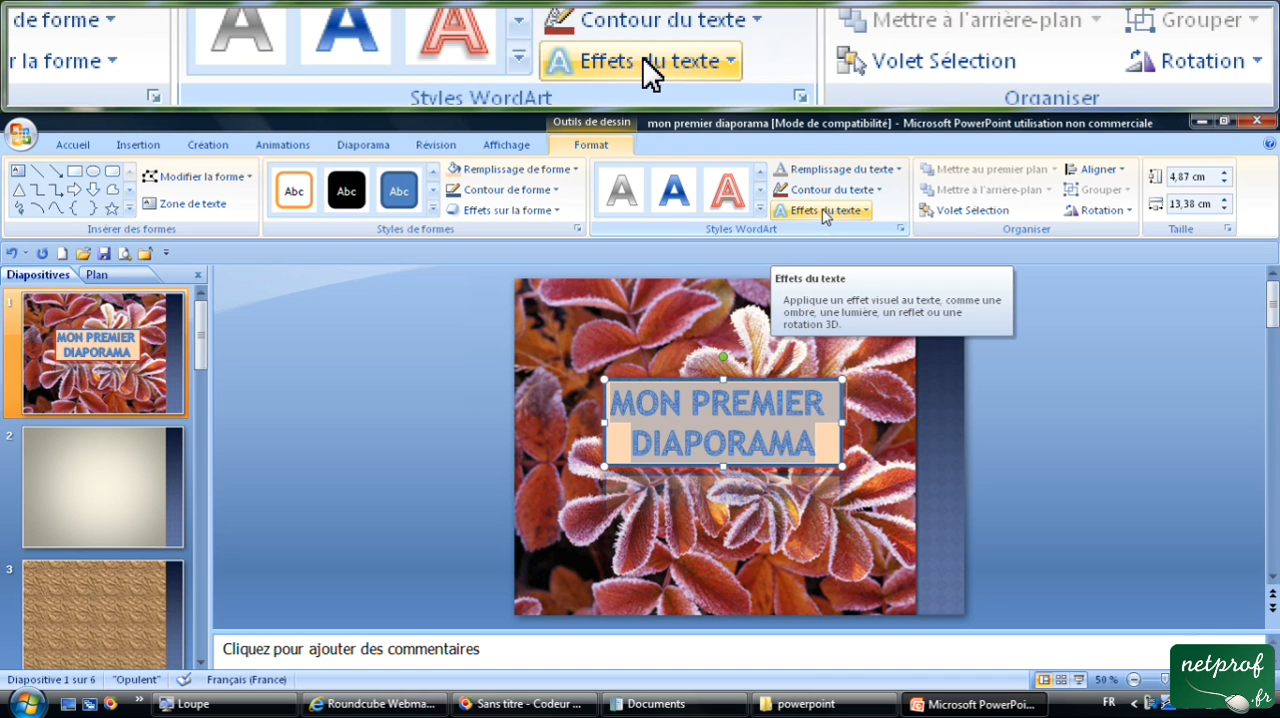 de forme
r la forme
Contour du texte
Effets du texte
Styles WordArt
Mettre à l'arrière-plan
Grouper
Volet Sélection
Rotation
Organiser
Outils de dessin
mon premier diaporama [Mode de compatibilité] - Microsoft PowerPoint utilisation non commerciale
Accueil
Insertion
Création
Animations
Diaporama
Révision
Affichage
Format
Modifier la forme
Zone de texte
Insérer des formes
Abc
Abc
Abc
Remplissage de forme
Contour de forme
Effets sur la forme
Styles de formes
Remplissage du texte
Contour du texte
Effets du texte
Styles WordArt
Mettre au premier plan
Mettre à l'arrière-plan
Volet Sélection
Aligner
Grouper
Rotation
Organiser
4,87 cm
13,38 cm
Taille
Diapositives
Plan
1
MON PREMIER
DIAPORAMA
2
3
Effets du texte
Applique un effet visuel au texte, comme une
ombre, une lumière, un reflet ou une
rotation 3D.
MON PREMIER
DIAPORAMA
Cliquez pour ajouter des commentaires
Diapositive 1 sur 6
"Opulent"
Français (France)
50 %
netprof
.fr
Loupe
Roundcube Webma...
Sans titre - Codeur ...
Documents
powerpoint
Microsoft PowerPoi...
FR